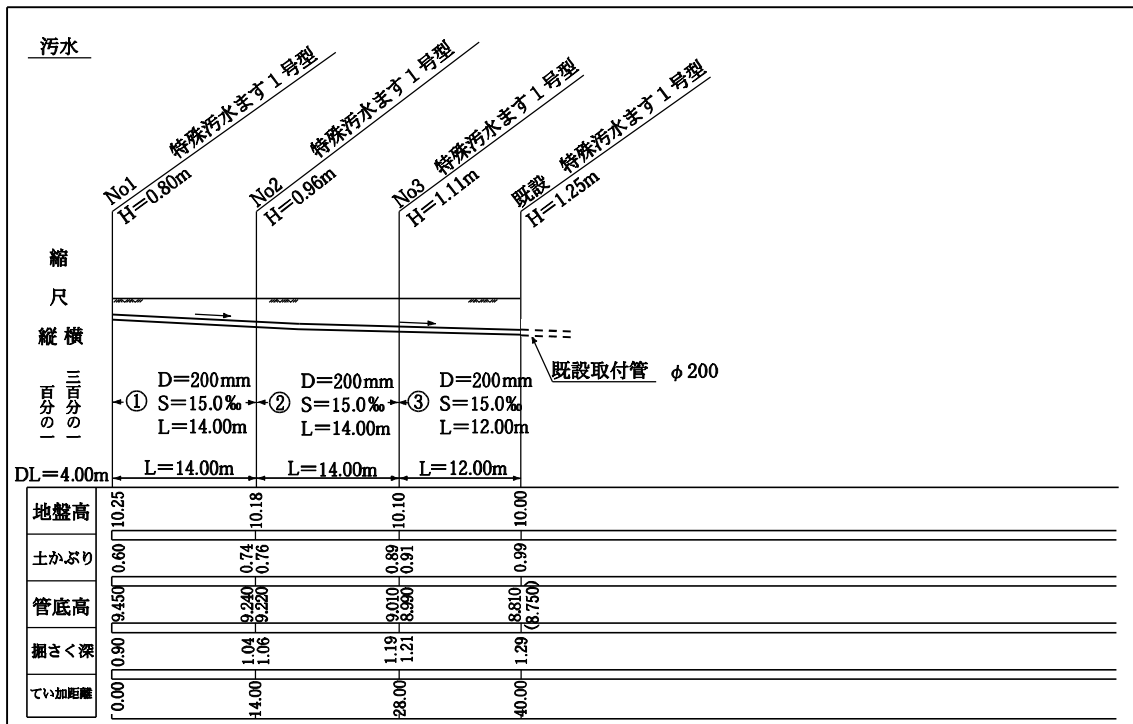 汚水
No1 特殊汚水ます1号型
H=0.80m
No2 特殊汚水ます1号型
H=0.96m
No3 特殊汚水ます1号型
H=1.11m
既設 特殊汚水ます1号型
H=1.25m
縮尺
横 三百分の一
縦 百分の一
既設取付管 φ200
① D=200mm
S=15.0‰
L=14.00m
② D=200mm
S=15.0‰
L=14.00m
③ D=200mm
S=15.0‰
L=12.00m
DL=4.00m
L=14.00m L=14.00m L=12.00m
地盤高 10.25 10.18 10.10 10.00
土かぶり 0.60 0.74 0.76 0.89 0.91 0.99
管底高 9.450 9.240 9.220 9.010 8.990 8.810 (8.750)
掘さく深 0.90 1.04 1.06 1.19 1.21 1.29
てい加距離 0.00 14.00 28.00 40.00